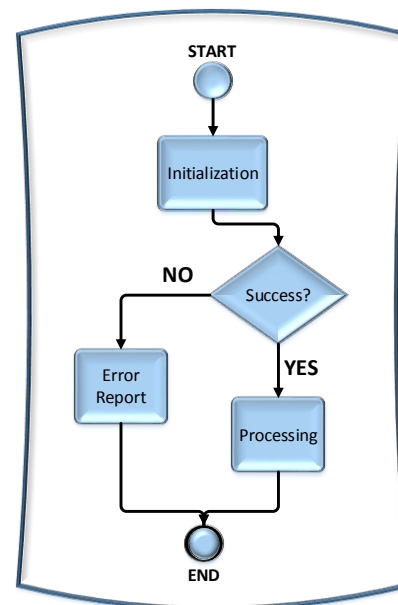 START
Initialization
Success?
NO
YES
Error
Report
Processing
END